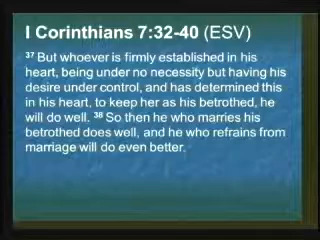 I Corinthians 7:32-40 (ESV)
37 But whoever is firmly established in his
heart, being under no necessity but having his
desire under control, and has determined this
in his heart, to keep her as his betrothed, he
will do well. 38 So then he who marries his
betrothed does well, and he who refrains from
marriage will do even better.